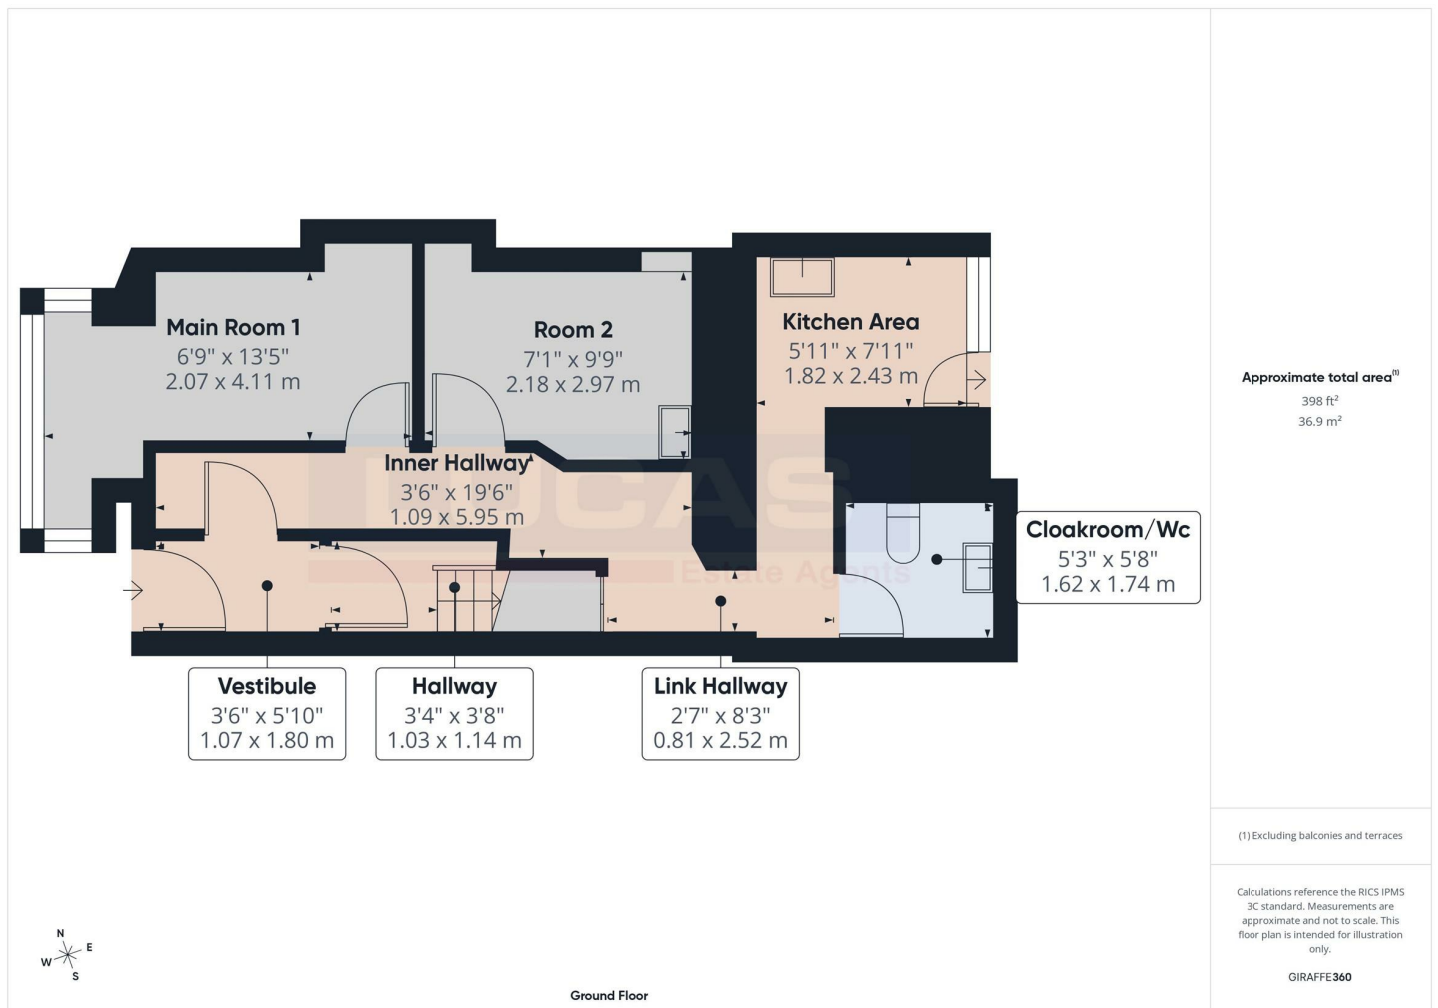 Main Room 1
6'9" x 13'5"
2.07 x 4.11 m
Room 2
7'1" x 9'9"
2.18 x 2.97 m
Kitchen Area
5'11" x 7'11"
1.82 x 2.43 m
Inner Hallway
3'6" x 19'6"
1.09 x 5.95 m
LUCAS
Estate Agents
Cloakroom/Wc
5'3" x 5'8"
1.62 x 1.74 m
Vestibule
3'6" x 5'10"
1.07 x 1.80 m
Hallway
3'4" x 3'8"
1.03 x 1.14 m
Link Hallway
2'7" x 8'3"
0.81 x 2.52 m
N
E
W
S
Ground Floor
Approximate total area(1)
398 ft²
36.9 m²
(1) Excluding balconies and terraces
Calculations reference the RICS IPMS
3C standard. Measurements are
approximate and not to scale. This
floor plan is intended for illustration
only.
GIRAFFE360